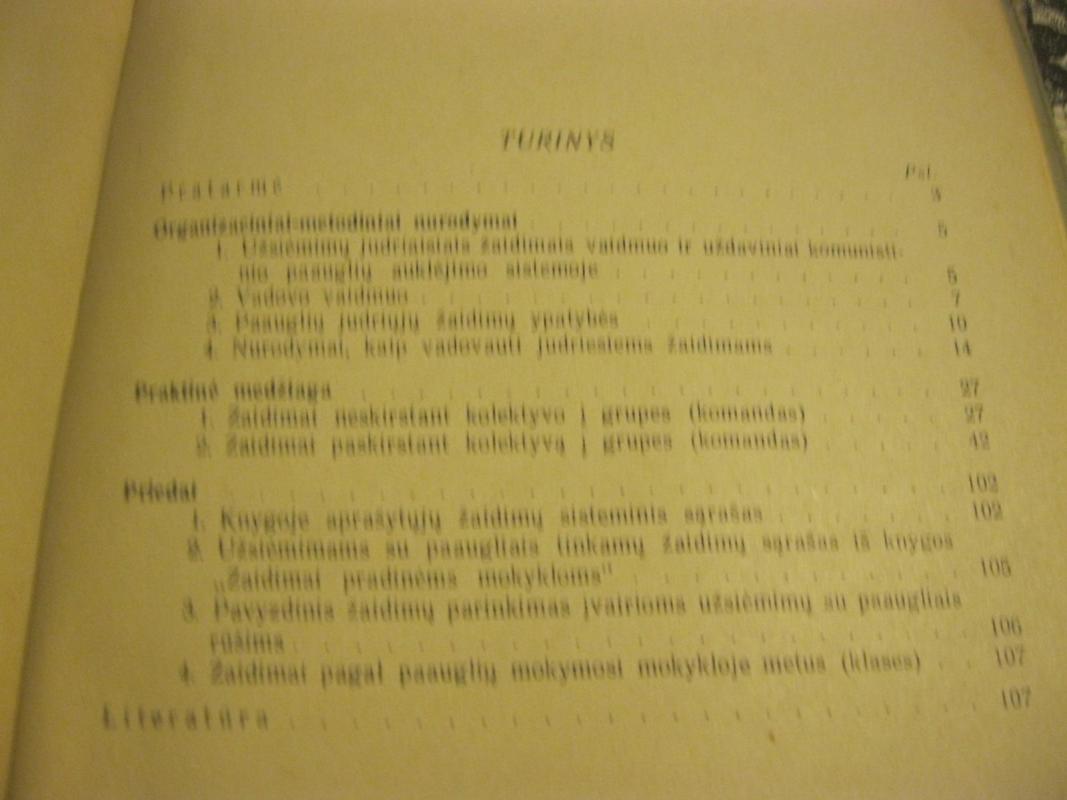 TURINYS
Psl.
Pratarmė . . . . . . . . . . . . . . 3
Organizaciniai-metodiniai nurodymai . . . . . . . . 5
1. Užsiėmimų judriaisiais žaidimais vaidmuo ir uždaviniai komunisti-
nio paauglių auklėjimo sistemoje . . . . . . . . 5
2. Vadovo vaidmuo . . . . . . . . . . . . 7
3. Paauglių judriųjų žaidimų ypatybės . . . . . . . 10
4. Nurodymai, kaip vadovauti judriesiems žaidimams . . . . 14
Praktinė medžiaga . . . . . . . . . . . . . 27
1. Žaidimai neskirstant kolektyvo į grupes (komandas) . . . 27
2. Žaidimai paskirstant kolektyvą į grupes (komandas) . . . 42
Priedai . . . . . . . . . . . . . . . . 102
1. Knygoje aprašytųjų žaidimų sisteminis sąrašas . . . . 102
2. Užsiėmimams su paaugliais tinkamų žaidimų sąrašas iš knygos
„Žaidimai pradinėms mokykloms“ . . . . . . . . 105
3. Pavyzdinis žaidimų parinkimas įvairioms užsiėmimų su paaugliais
rūšims . . . . . . . . . . . . . . . 106
4. Žaidimai pagal paauglių mokymosi mokykloje metus (klases) . . 107
Literatūra . . . . . . . . . . . . . . . 107